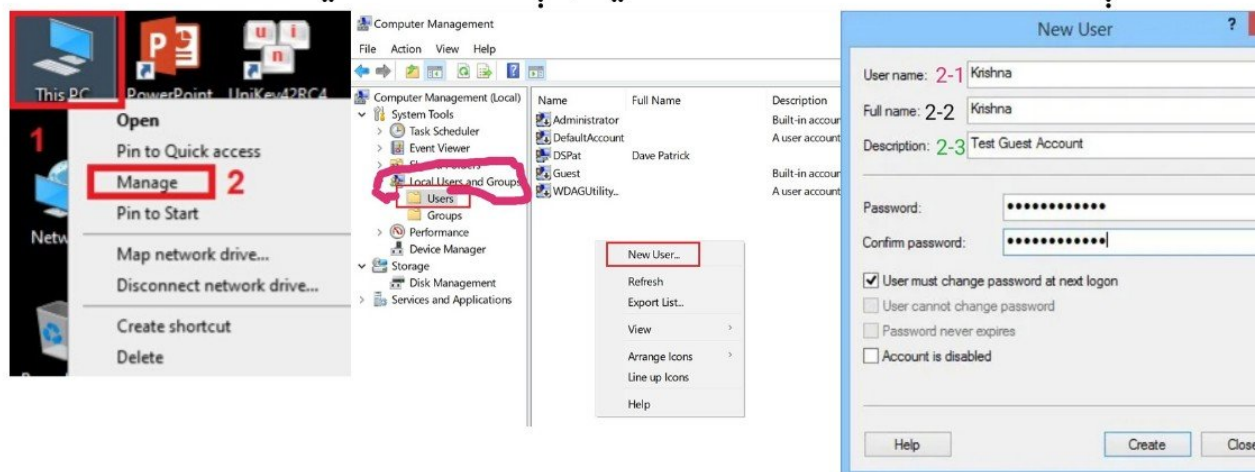 This PC
PowerPoint
UniKey42RC4
1
Open
Pin to Quick access
Manage
2
Pin to Start
Map network drive...
Disconnect network drive...
Create shortcut
Delete
Computer Management
File Action View Help
Computer Management (Local)
System Tools
Task Scheduler
Event Viewer
Local Users and Groups
Users
Groups
Performance
Device Manager
Storage
Disk Management
Services and Applications
Name Full Name Description
Administrator Built-in accoun
DefaultAccount A user account
DSPat Dave Patrick
Guest Built-in accoun
WDAGUtility... A user account
New User...
Refresh
Export List...
View
Arrange Icons
Line up Icons
Help
New User
?
User name: 2-1 Krishna
Full name: 2-2 Krishna
Description: 2-3 Test Guest Account
Password: ●●●●●●●●●●●●
Confirm password: ●●●●●●●●●●●●
User must change password at next logon
User cannot change password
Password never expires
Account is disabled
Help Create Close